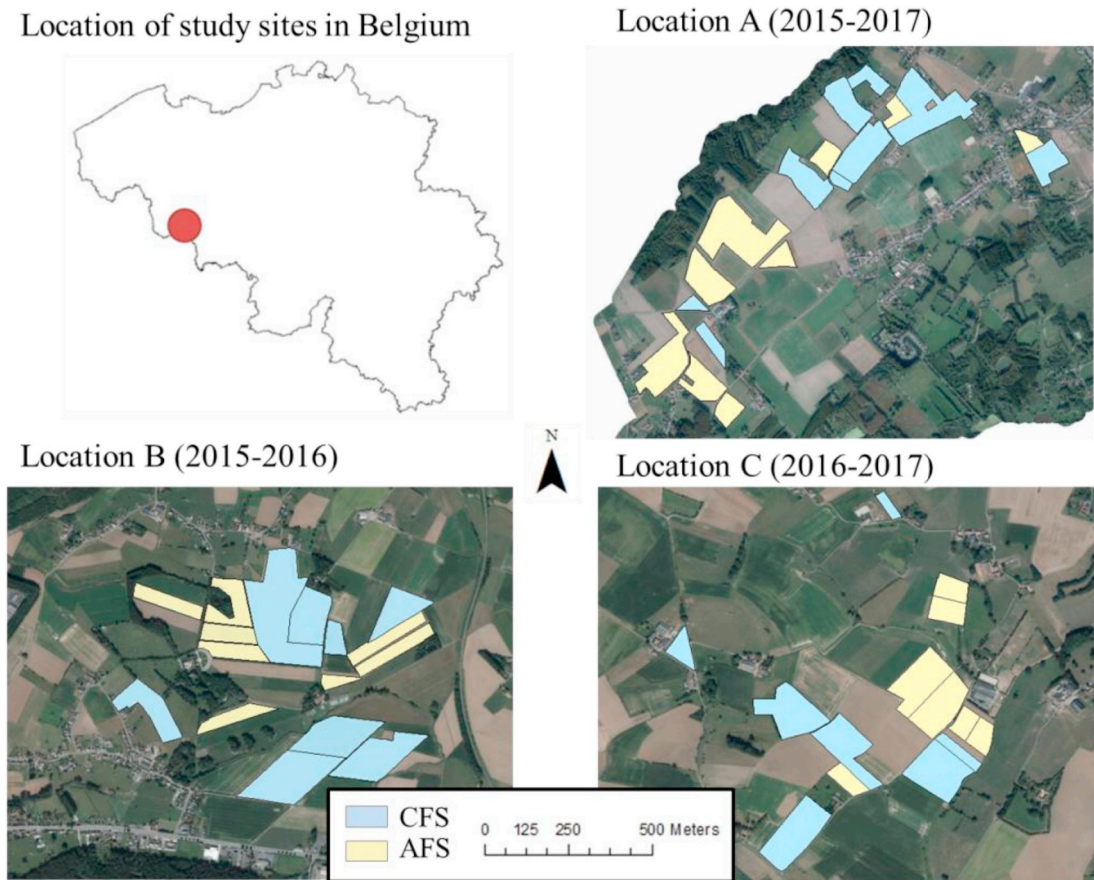 Location of study sites in Belgium
Location A (2015-2017)
N
Location B (2015-2016)
Location C (2016-2017)
CFS
AFS
0 125 250 500 Meters